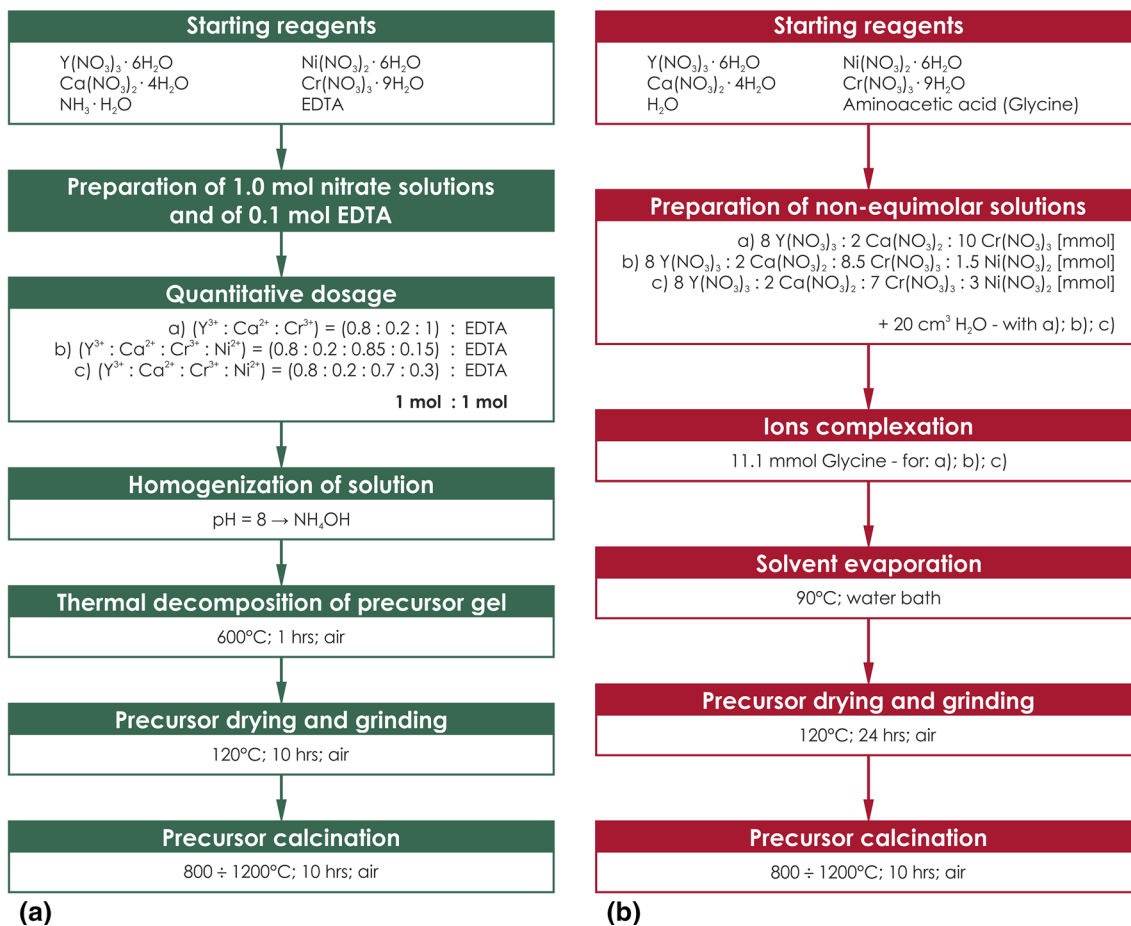 Starting reagents
Y(NO₃)₃ · 6H₂O Ni(NO₃)₂ · 6H₂O
Ca(NO₃)₂ · 4H₂O Cr(NO₃)₃ · 9H₂O
NH₃ · H₂O EDTA
Preparation of 1.0 mol nitrate solutions
and of 0.1 mol EDTA
Quantitative dosage
a) (Y³⁺ : Ca²⁺ : Cr³⁺) = (0.8 : 0.2 : 1) : EDTA
b) (Y³⁺ : Ca²⁺ : Cr³⁺ : Ni²⁺) = (0.8 : 0.2 : 0.85 : 0.15) : EDTA
c) (Y³⁺ : Ca²⁺ : Cr³⁺ : Ni²⁺) = (0.8 : 0.2 : 0.7 : 0.3) : EDTA
1 mol : 1 mol
Homogenization of solution
pH = 8 → NH₄OH
Thermal decomposition of precursor gel
600°C; 1 hrs; air
Precursor drying and grinding
120°C; 10 hrs; air
Precursor calcination
800 ÷ 1200°C; 10 hrs; air
(a)
Starting reagents
Y(NO₃)₃ · 6H₂O Ni(NO₃)₂ · 6H₂O
Ca(NO₃)₂ · 4H₂O Cr(NO₃)₃ · 9H₂O
H₂O Aminoacetic acid (Glycine)
Preparation of non-equimolar solutions
a) 8 Y(NO₃)₃ : 2 Ca(NO₃)₂ : 10 Cr(NO₃)₃ [mmol]
b) 8 Y(NO₃)₃ : 2 Ca(NO₃)₂ : 8.5 Cr(NO₃)₃ : 1.5 Ni(NO₃)₂ [mmol]
c) 8 Y(NO₃)₃ : 2 Ca(NO₃)₂ : 7 Cr(NO₃)₃ : 3 Ni(NO₃)₂ [mmol]
+ 20 cm³ H₂O - with a); b); c)
Ions complexation
11.1 mmol Glycine - for: a); b); c)
Solvent evaporation
90°C; water bath
Precursor drying and grinding
120°C; 24 hrs; air
Precursor calcination
800 ÷ 1200°C; 10 hrs; air
(b)